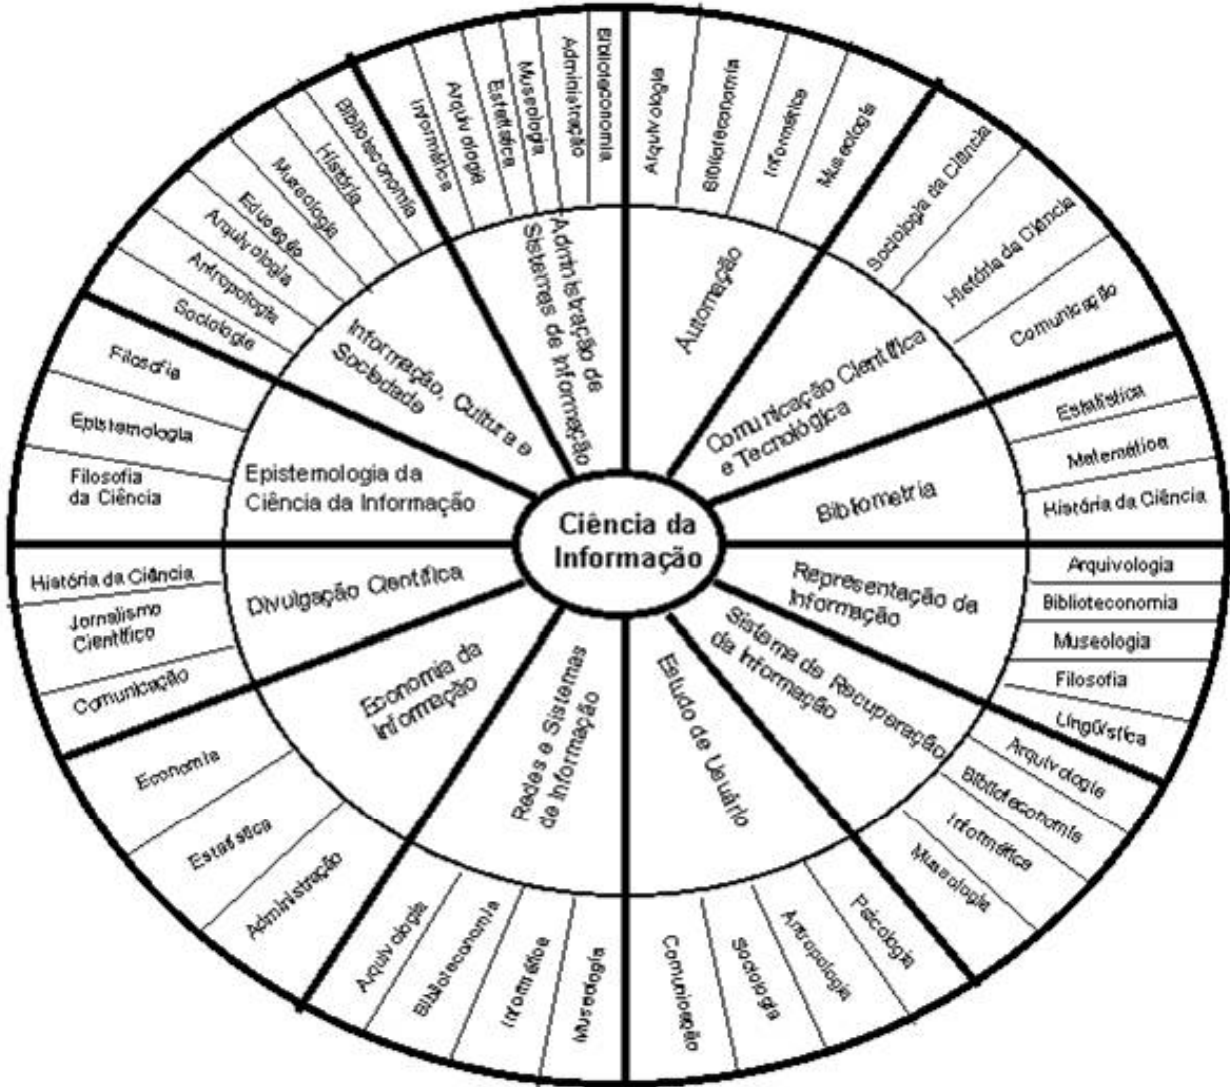 Ciência da
Informação
Automação
Arquivologia
Biblioteconomia
Informática
Museologia
Comunicação Científica
e Tecnológica
Sociologia da Ciência
História da Ciência
Comunicação
Bibliometria
Estatística
Matemática
História da Ciência
Representação da
Informação
Arquivologia
Biblioteconomia
Museologia
Filosofia
Lingüística
Sistema de Recuperação
da Informação
Arquivologia
Biblioteconomia
Informática
Museologia
Estudo de Usuário
Psicologia
Antropologia
Sociologia
Comunicação
Redes e Sistemas
de Informação
Museologia
Informática
Biblioteconomia
Arquivologia
Economia da
Informação
Administração
Estatística
Economia
Divulgação Científica
Comunicação
Jornalismo
Científico
História da Ciência
Epistemologia da
Ciência da Informação
Filosofia
da Ciência
Epistemologia
Filosofia
Informação, Cultura e
Sociedade
Sociologia
Antropologia
Arquivologia
Educação
Museologia
História
Biblioteconomia
Administração de
Sistemas de Informação
Informática
Arquivologia
Estatística
Museologia
Administração
Biblioteconomia